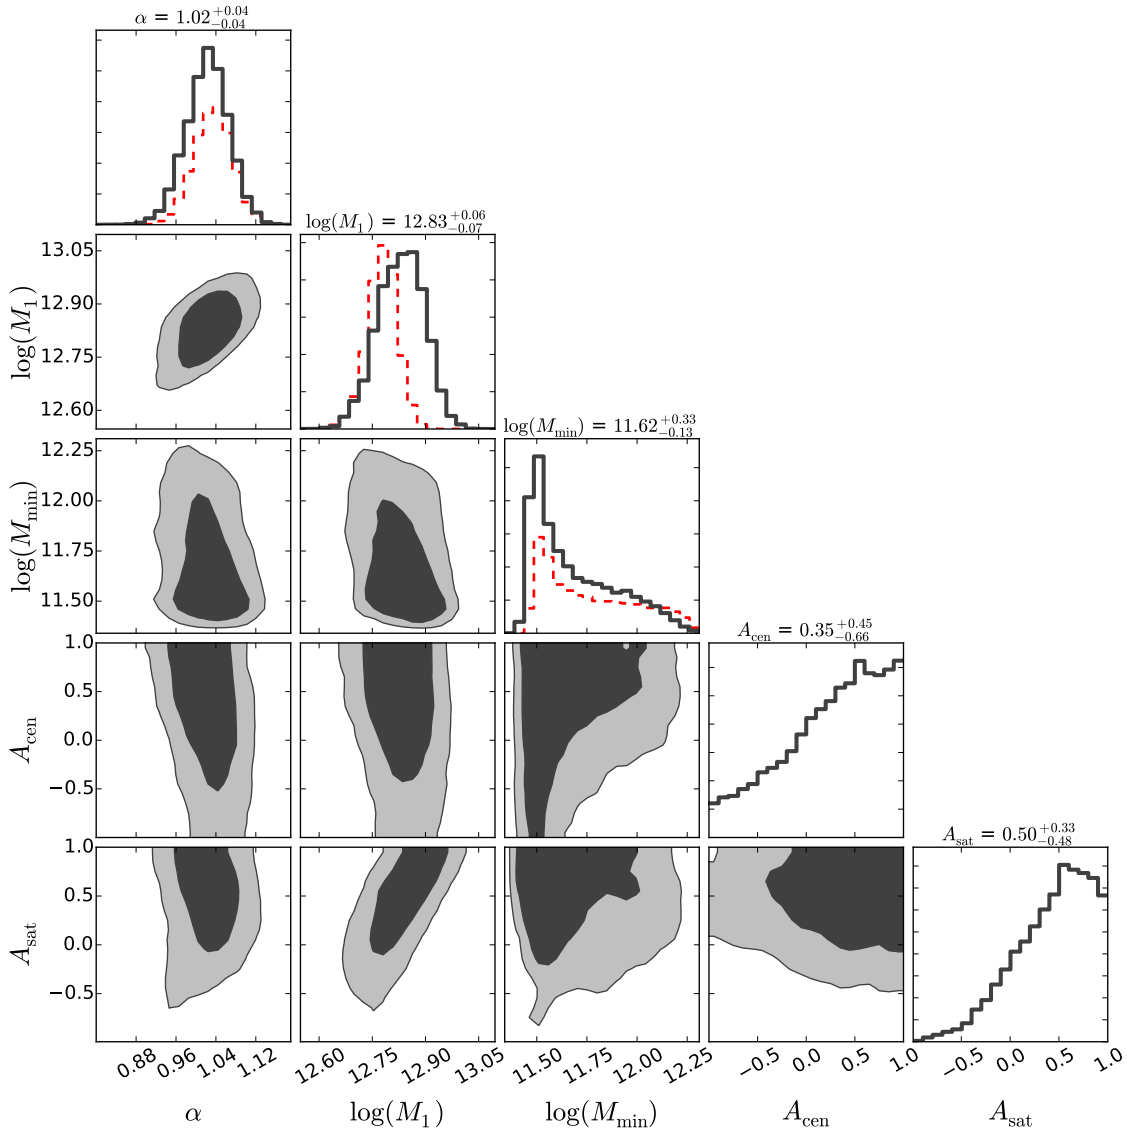 α = 1.02 +0.04 −0.04
log(M₁) = 12.83 +0.06 −0.07
13.05
12.90
12.75
12.60
log(M₁)
log(Mmin) = 11.62 +0.33 −0.13
12.25
12.00
11.75
11.50
log(Mmin)
Acen = 0.35 +0.45 −0.66
1.0
0.5
0.0
−0.5
Acen
Asat = 0.50 +0.33 −0.48
1.0
0.5
0.0
−0.5
Asat
0.88 0.96 1.04 1.12 12.60 12.75 12.90 13.05 11.50 11.75 12.00 12.25 −0.5 0.0 0.5 1.0 −0.5 0.0 0.5 1.0
α log(M₁) log(Mmin) Acen Asat